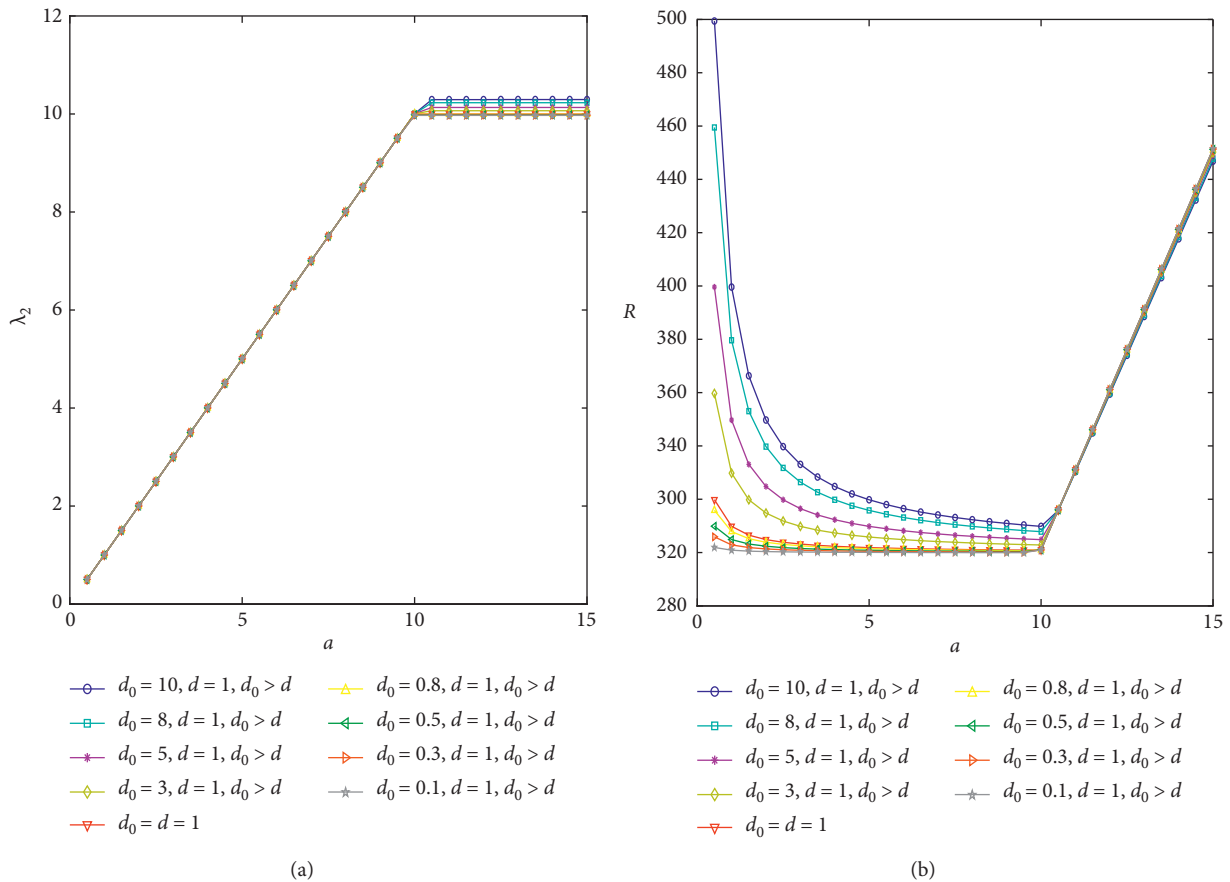 12
10
8
6
4
2
0
λ₂
0
5
10
15
a
d₀ = 10, d = 1, d₀ > d
d₀ = 8, d = 1, d₀ > d
d₀ = 5, d = 1, d₀ > d
d₀ = 3, d = 1, d₀ > d
d₀ = d = 1
d₀ = 0.8, d = 1, d₀ > d
d₀ = 0.5, d = 1, d₀ > d
d₀ = 0.3, d = 1, d₀ > d
d₀ = 0.1, d = 1, d₀ > d
(a)
500
480
460
440
420
400
380
360
340
300
320
280
R
0
5
10
15
a
d₀ = 10, d = 1, d₀ > d
d₀ = 8, d = 1, d₀ > d
d₀ = 5, d = 1, d₀ > d
d₀ = 3, d = 1, d₀ > d
d₀ = d = 1
d₀ = 0.8, d = 1, d₀ > d
d₀ = 0.5, d = 1, d₀ > d
d₀ = 0.3, d = 1, d₀ > d
d₀ = 0.1, d = 1, d₀ > d
(b)